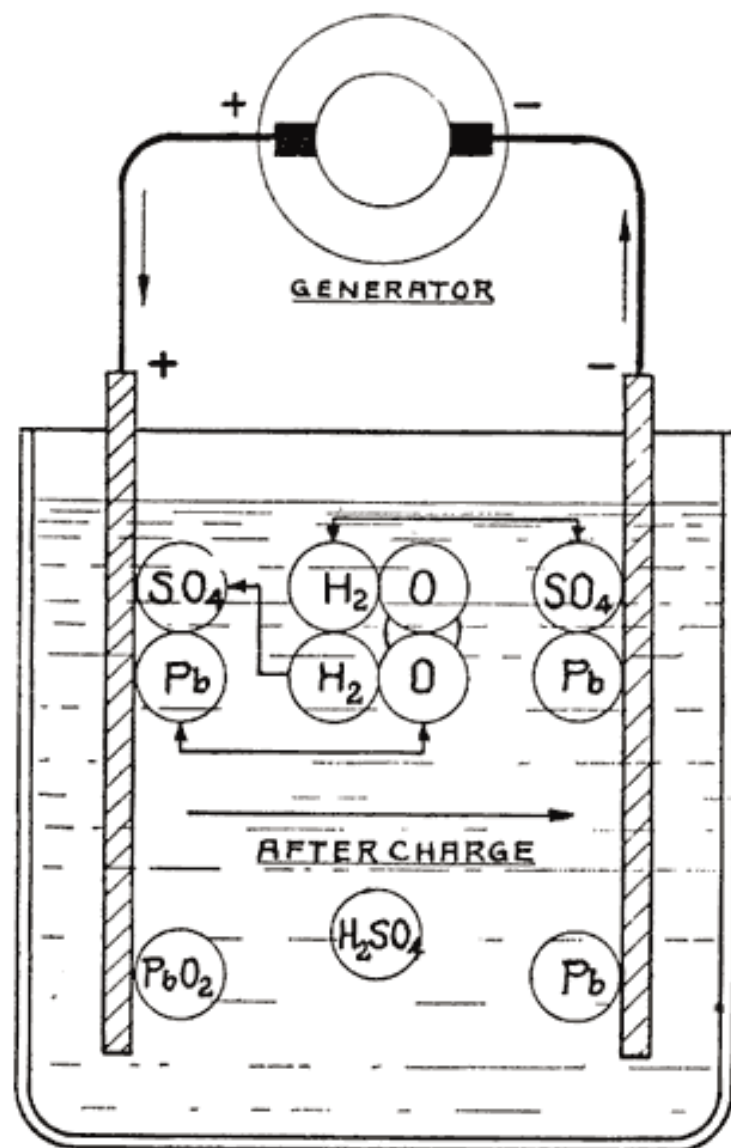 + −
GENERATOR
+ −
SO₄ H₂ O SO₄
Pb H₂ O Pb
AFTER CHARGE
H₂SO₄
PbO₂ Pb